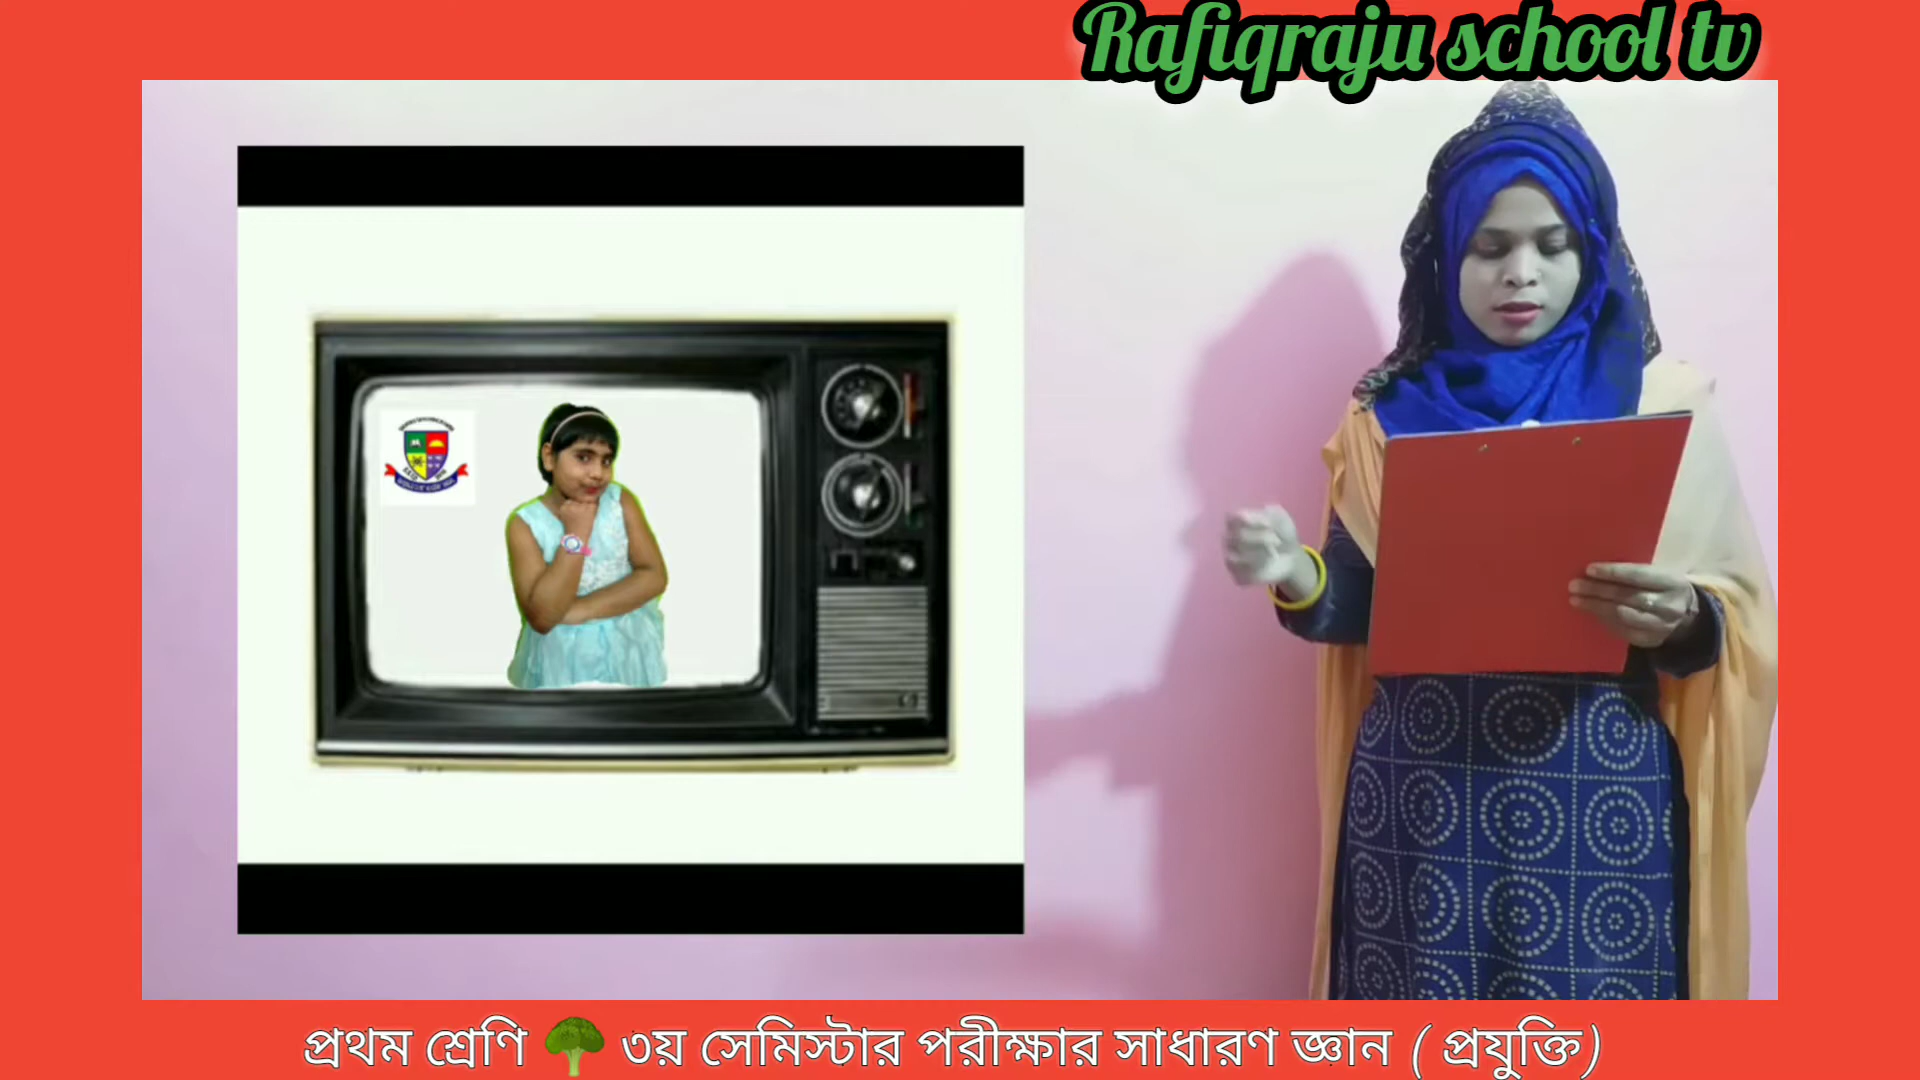 Rafiqraju school tv
প্রথম শ্রেণি 🥦 ৩য় সেমিস্টার পরীক্ষার সাধারণ জ্ঞান ( প্রযুক্তি)